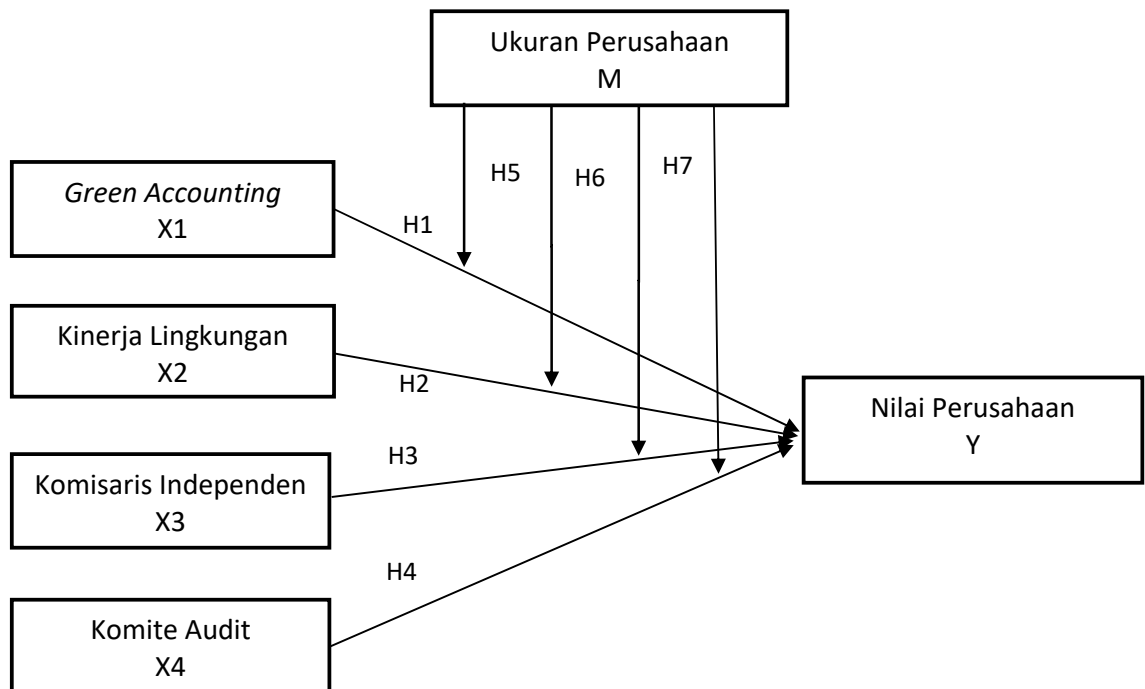 Ukuran Perusahaan
M
H5
H6
H7
Green Accounting
X1
H1
Kinerja Lingkungan
X2
H2
Nilai Perusahaan
Y
Komisaris Independen
X3
H3
H4
Komite Audit
X4